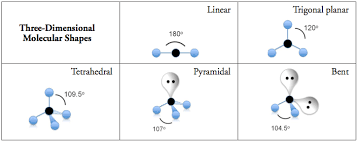 Three-Dimensional
Molecular Shapes
Linear
180°
Trigonal planar
120°
Tetrahedral
109.5°
Pyramidal
107°
Bent
104.5°